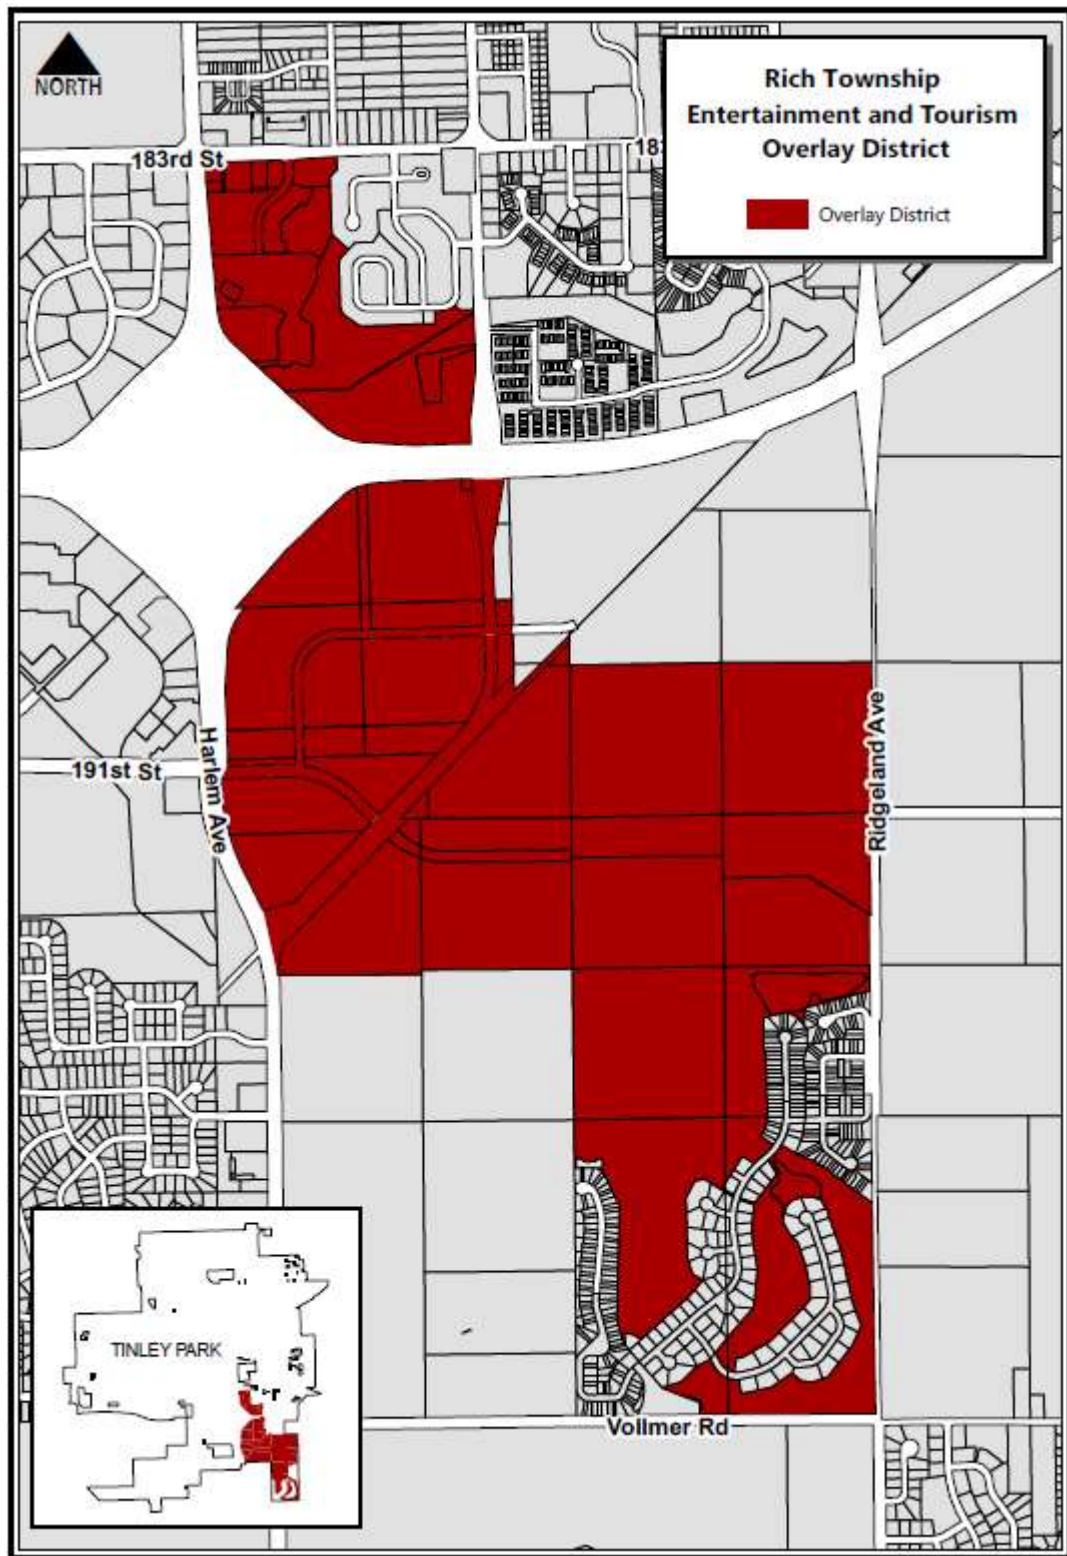 NORTH
Rich Township
Entertainment and Tourism
Overlay District
Overlay District
183rd St
183
Harlem Ave
191st St
Ridgeland Ave
TINLEY PARK
Vollmer Rd